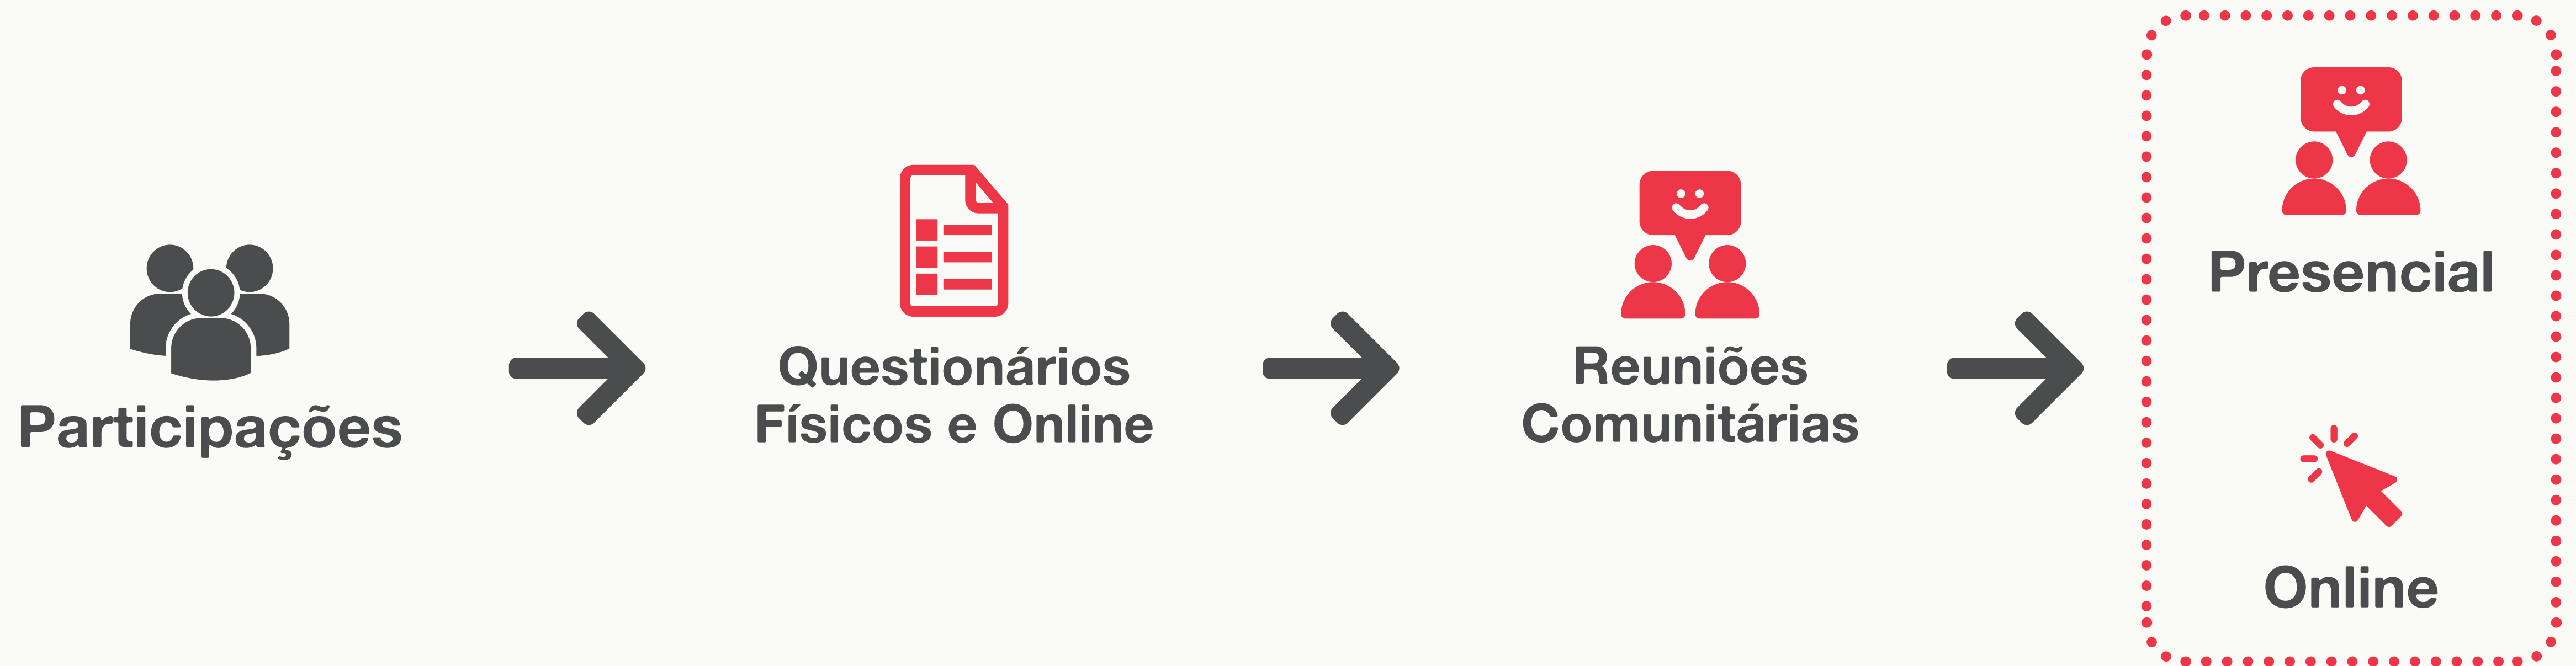 Participações
Questionários
Físicos e Online
Reuniões
Comunitárias
Presencial
Online